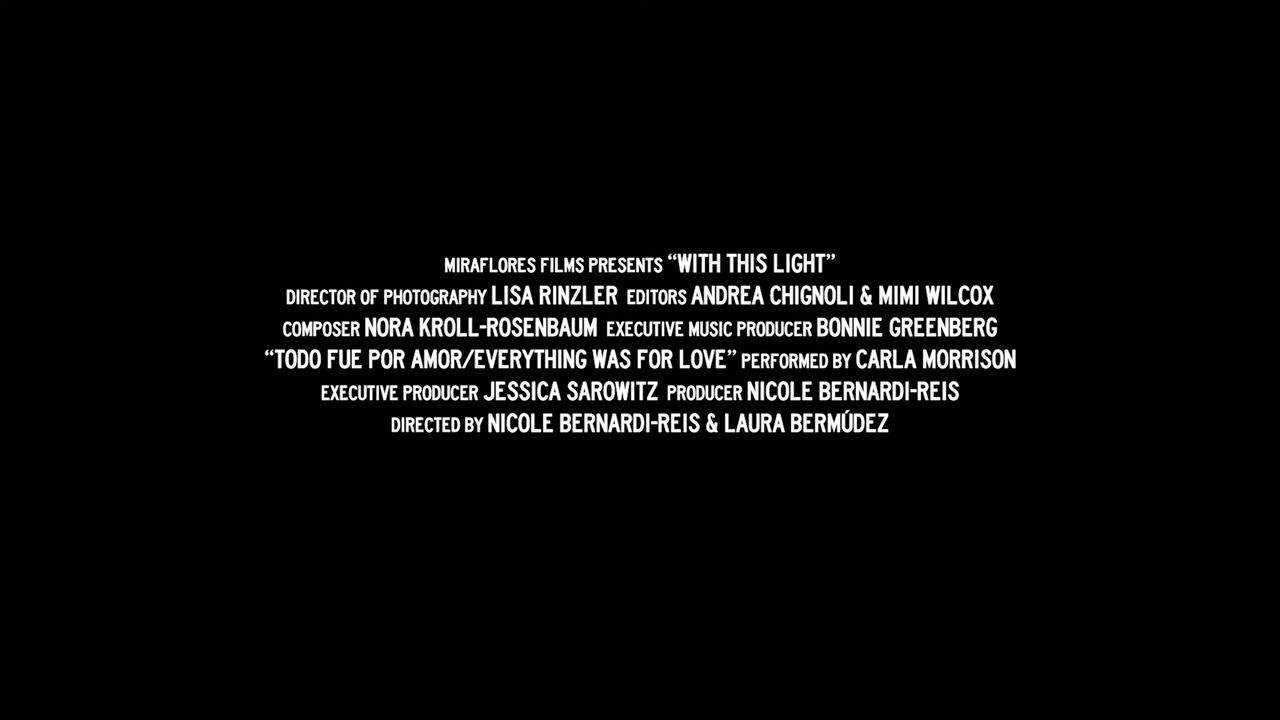 MIRAFLORES FILMS PRESENTS “WITH THIS LIGHT”
DIRECTOR OF PHOTOGRAPHY LISA RINZLER EDITORS ANDREA CHIGNOLI & MIMI WILCOX
COMPOSER NORA KROLL-ROSENBAUM EXECUTIVE MUSIC PRODUCER BONNIE GREENBERG
“TODO FUE POR AMOR/EVERYTHING WAS FOR LOVE” PERFORMED BY CARLA MORRISON
EXECUTIVE PRODUCER JESSICA SAROWITZ PRODUCER NICOLE BERNARDI-REIS
DIRECTED BY NICOLE BERNARDI-REIS & LAURA BERMÚDEZ